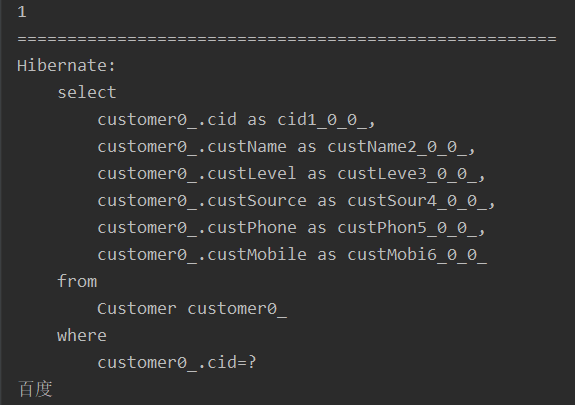 1
======================================================
Hibernate:
    select
        customer0_.cid as cid1_0_0_,
        customer0_.custName as custName2_0_0_,
        customer0_.custLevel as custLeve3_0_0_,
        customer0_.custSource as custSour4_0_0_,
        customer0_.custPhone as custPhon5_0_0_,
        customer0_.custMobile as custMobi6_0_0_
    from
        Customer customer0_
    where
        customer0_.cid=?
百度